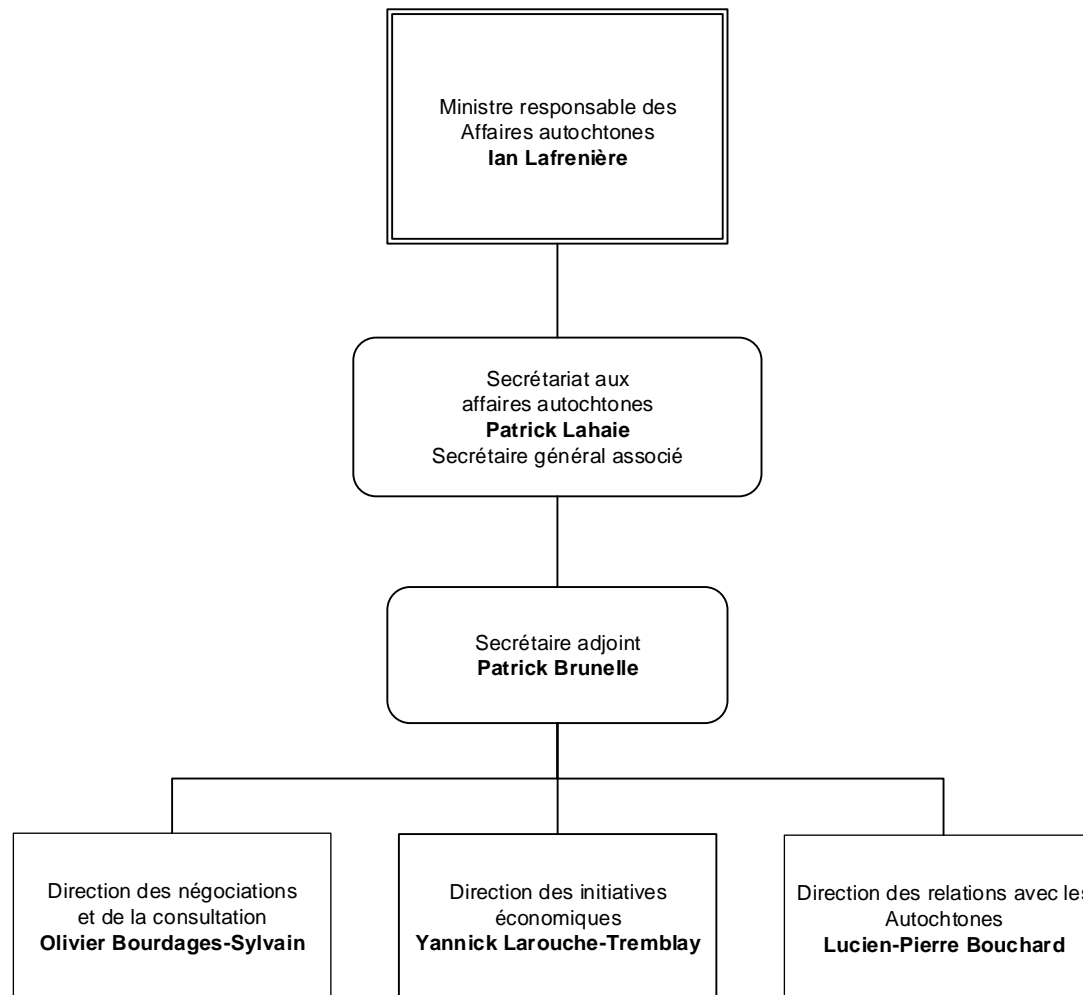 Ministre responsable des
Affaires autochtones
Ian Lafrenière
Secrétariat aux
affaires autochtones
Patrick Lahaie
Secrétaire général associé
Secrétaire adjoint
Patrick Brunelle
Direction des négociations
et de la consultation
Olivier Bourdages-Sylvain
Direction des initiatives
économiques
Yannick Larouche-Tremblay
Direction des relations avec les
Autochtones
Lucien-Pierre Bouchard